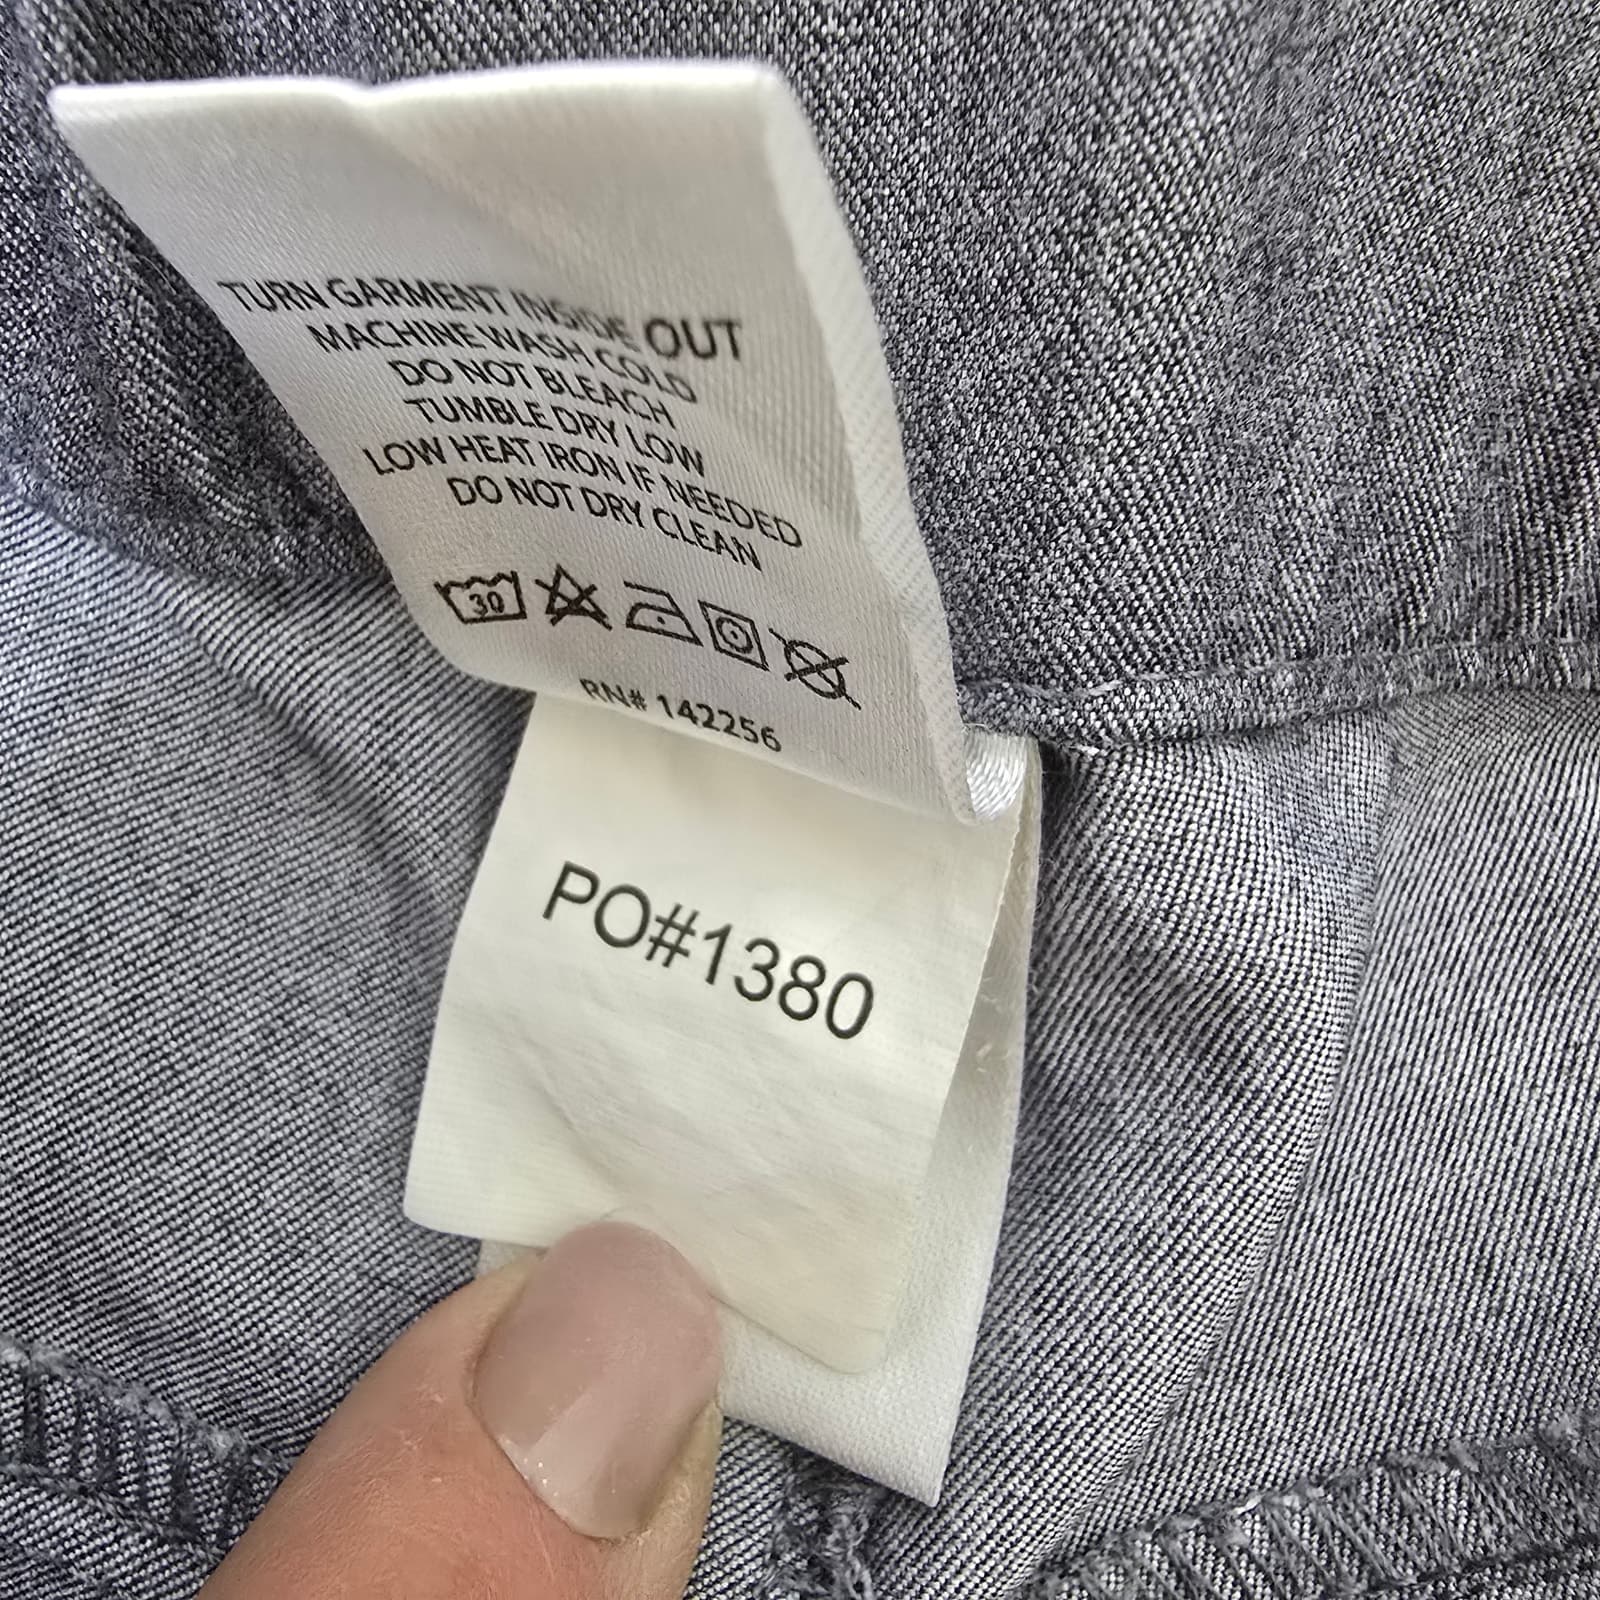 TURN GARMENT INSIDE OUT
MACHINE WASH COLD
DO NOT BLEACH
TUMBLE DRY LOW
LOW HEAT IRON IF NEEDED
DO NOT DRY CLEAN
30
RN# 142256
PO#1380